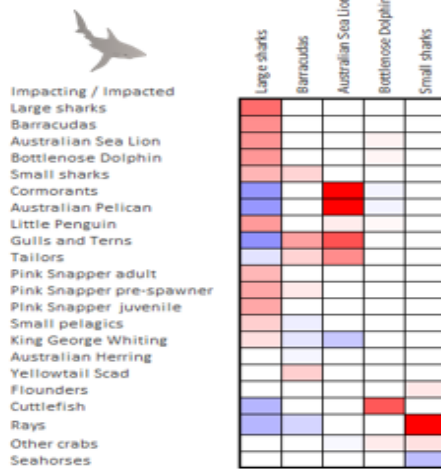 Large sharks
Barracudas
Australian Sea Lion
Bottlenose Dolphin
Small sharks
Impacting / Impacted
Large sharks
Barracudas
Australian Sea Lion
Bottlenose Dolphin
Small sharks
Cormorants
Australian Pelican
Little Penguin
Gulls and Terns
Tailors
Pink Snapper adult
Pink Snapper pre-spawner
PInk Snapper juvenile
Small pelagics
King George Whiting
Australian Herring
Yellowtail Scad
Flounders
Cuttlefish
Rays
Other crabs
Seahorses